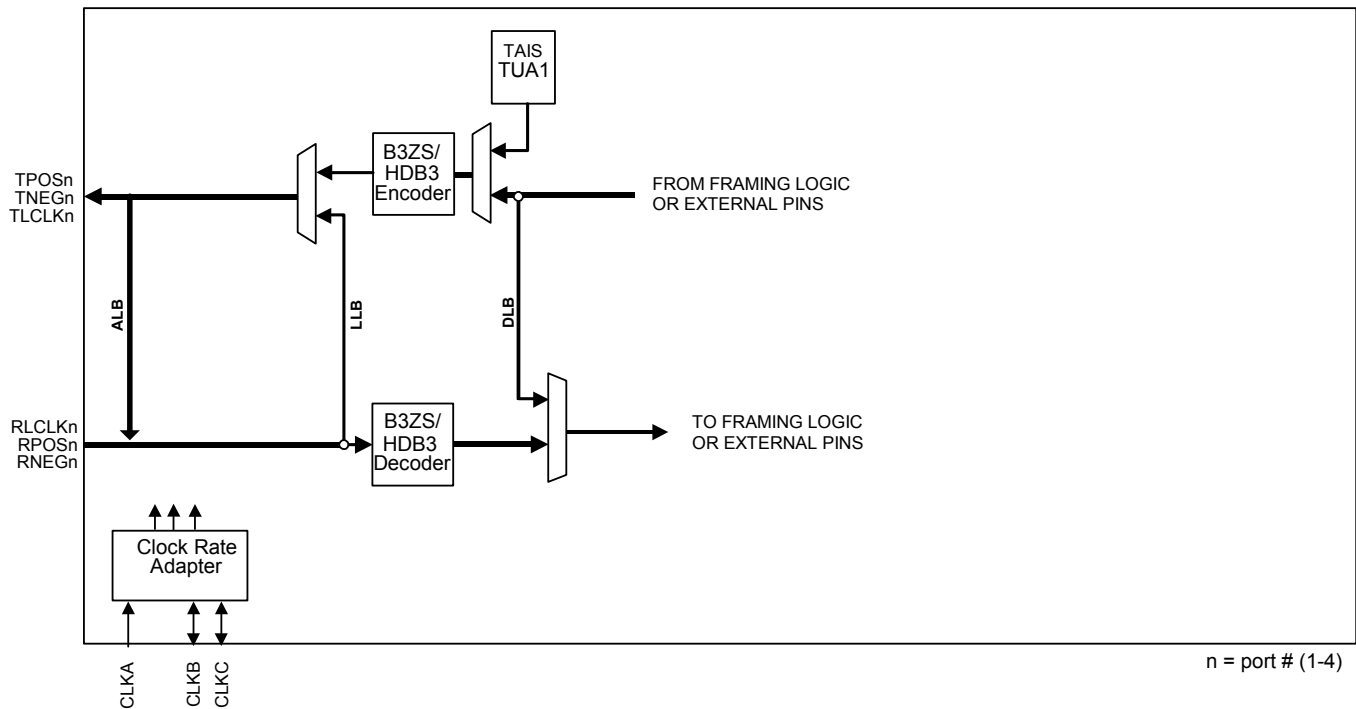 TAIS
TUA1
B3ZS/
HDB3
Encoder
TPOSn
TNEGn
TLCLKn
FROM FRAMING LOGIC
OR EXTERNAL PINS
ALB
LLB
DLB
RLCLKn
RPOSn
RNEGn
B3ZS/
HDB3
Decoder
TO FRAMING LOGIC
OR EXTERNAL PINS
Clock Rate
Adapter
CLKA
CLKB
CLKC
n = port # (1-4)